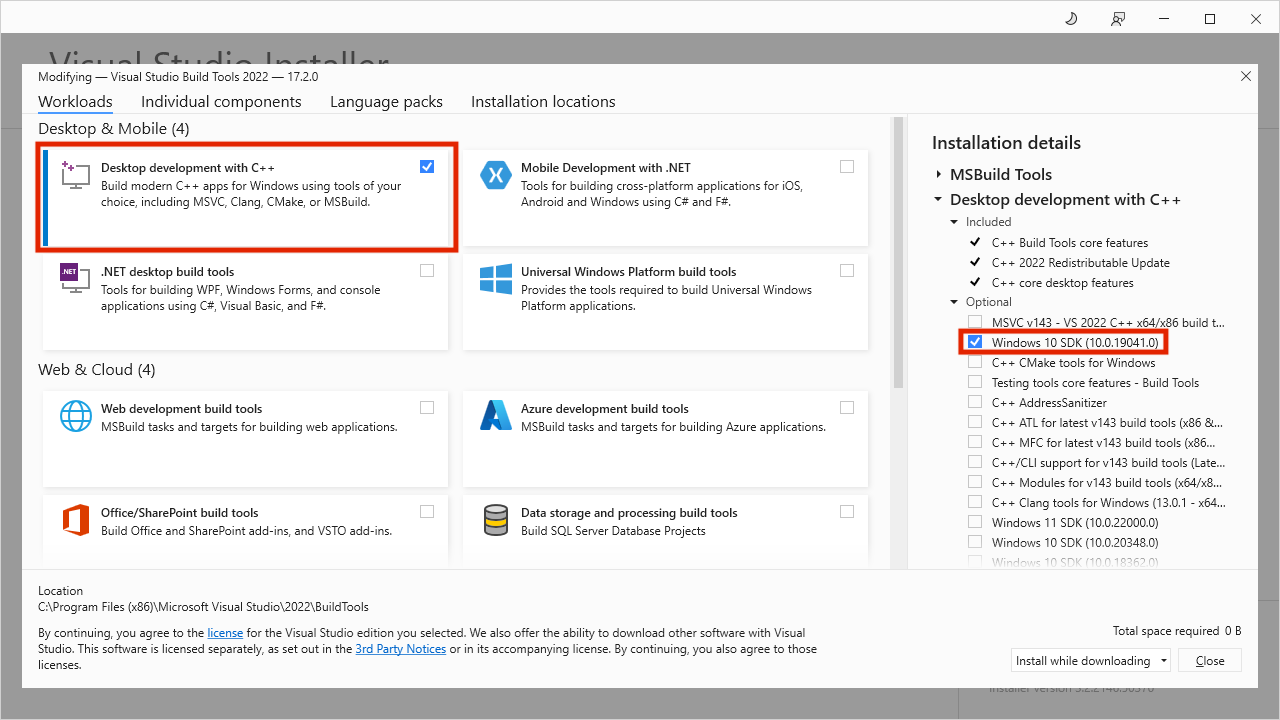 Visual Studio Installer
Modifying — Visual Studio Build Tools 2022 — 17.2.0
Workloads Individual components Language packs Installation locations
Desktop & Mobile (4)
Desktop development with C++
Build modern C++ apps for Windows using tools of your
choice, including MSVC, Clang, CMake, or MSBuild.
Mobile Development with .NET
Tools for building cross-platform applications for iOS,
Android and Windows using C# and F#.
.NET
.NET desktop build tools
Tools for building WPF, Windows Forms, and console
applications using C#, Visual Basic, and F#.
Universal Windows Platform build tools
Provides the tools required to build Universal Windows
Platform applications.
Web & Cloud (4)
Web development build tools
MSBuild tasks and targets for building web applications.
Azure development build tools
MSBuild tasks and targets for building Azure applications.
Office/SharePoint build tools
Build Office and SharePoint add-ins, and VSTO add-ins.
Data storage and processing build tools
Build SQL Server Database Projects
Installation details
MSBuild Tools
Desktop development with C++
Included
C++ Build Tools core features
C++ 2022 Redistributable Update
C++ core desktop features
Optional
MSVC v143 - VS 2022 C++ x64/x86 build t...
Windows 10 SDK (10.0.19041.0)
C++ CMake tools for Windows
Testing tools core features - Build Tools
C++ AddressSanitizer
C++ ATL for latest v143 build tools (x86 &...
C++ MFC for latest v143 build tools (x86...
C++/CLI support for v143 build tools (Late...
C++ Modules for v143 build tools (x64/x8...
C++ Clang tools for Windows (13.0.1 - x64...
Windows 11 SDK (10.0.22000.0)
Windows 10 SDK (10.0.20348.0)
Windows 10 SDK (10.0.18362.0)
Location
C:\Program Files (x86)\Microsoft Visual Studio\2022\BuildTools
By continuing, you agree to the license for the Visual Studio edition you selected. We also offer the ability to download other software with Visual
Studio. This software is licensed separately, as set out in the 3rd Party Notices or in its accompanying license. By continuing, you also agree to those
licenses.
Total space required 0 B
Install while downloading
Close
Installer version